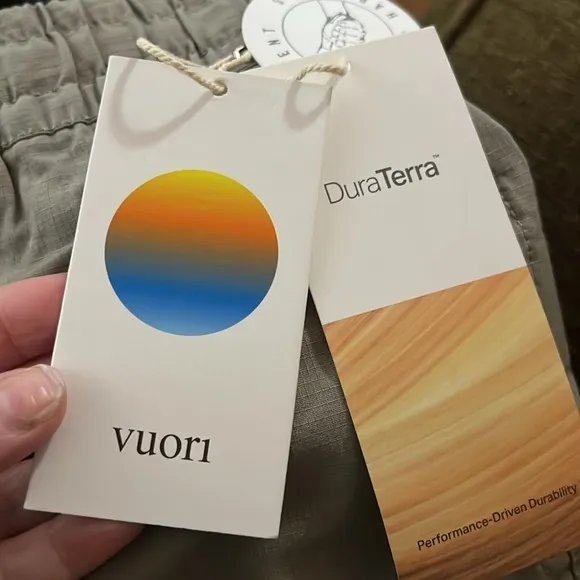 DuraTerra™
vuori
Performance-Driven Durability